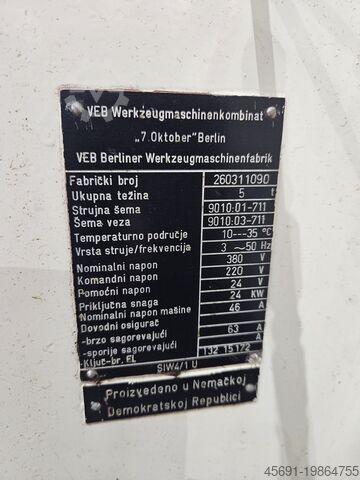 VEB Werkzeugmaschinenkombinat
„7.Oktober" Berlin
VEB Berliner Werkzeugmaschinenfabrik
Fabrički broj 260311090
Ukupna težina 5 t
Strujna šema 9010:01-711
Šema veza 9010:03-711
Temperaturno područje 10---35 °C
Vrsta struje/frekvencija 3 ~50 Hz
Nominalni napon 380 V
Komandni napon 220 V
Pomoćni napon 24 V
Priključna snaga 24 KW
Nominalni napon mašine 46 A
Dovodni osigurač
-brzo sagorevajući 63 A
-sporije sagorevajući A
Ključ-br. EL 132 15 172
SIW4/1 U
Proizvedeno u Nemačkoj
Demokratskoj Republici
45691-19864755